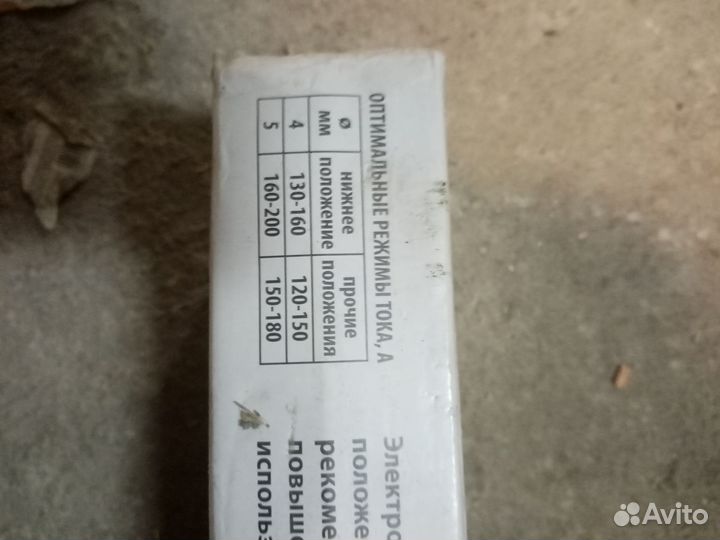 ОПТИМАЛЬНЫЕ РЕЖИМЫ ТОКА, А
Ø мм нижнее положение прочие положения
4 130-160 120-150
5 160-200 150-180
Электро
положе
рекоме
повыше
использ
Avito